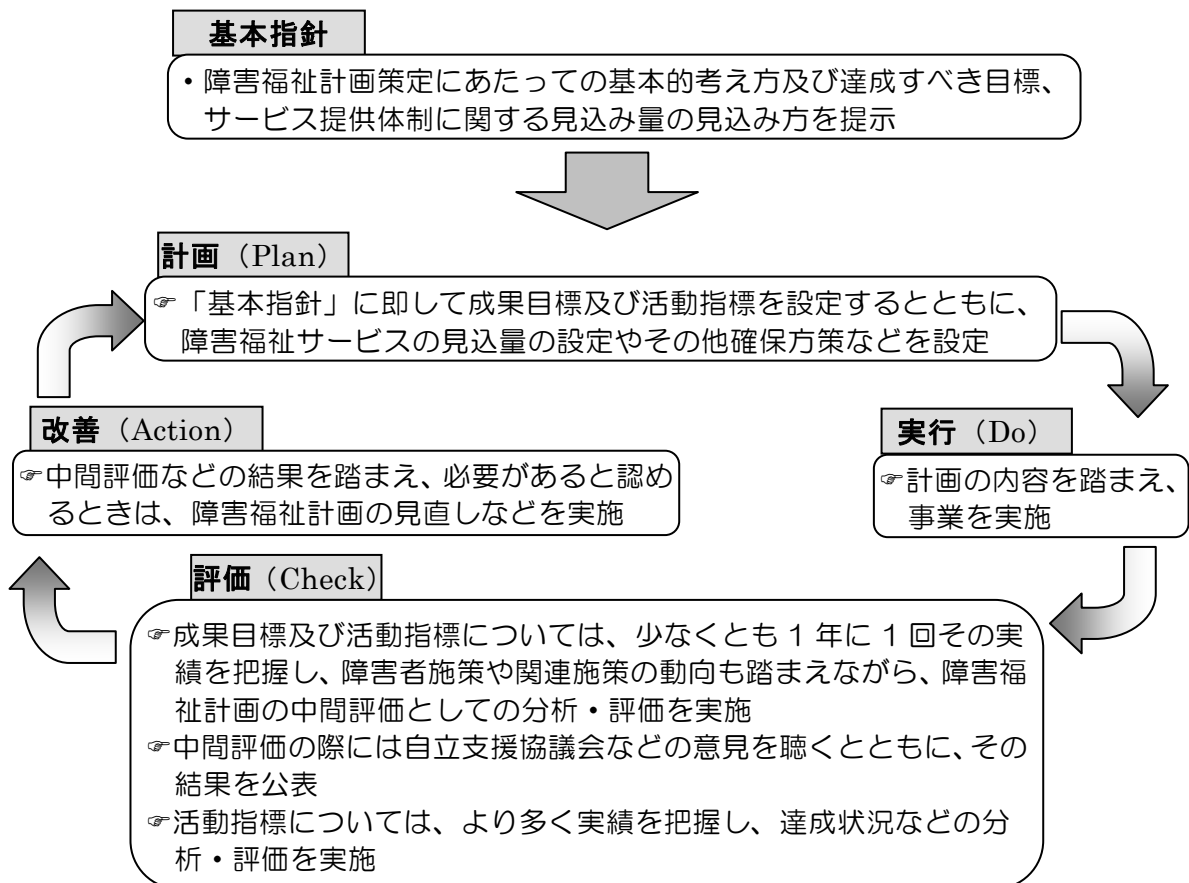 基本指針
・障害福祉計画策定にあたっての基本的考え方及び達成すべき目標、
サービス提供体制に関する見込み量の見込み方を提示
計画（Plan）
☞「基本指針」に即して成果目標及び活動指標を設定するとともに、
障害福祉サービスの見込量の設定やその他確保方策などを設定
改善（Action）
☞中間評価などの結果を踏まえ、必要があると認め
るときは、障害福祉計画の見直しなどを実施
実行（Do）
☞計画の内容を踏まえ、
事業を実施
評価（Check）
☞成果目標及び活動指標については、少なくとも 1 年に 1 回その実
績を把握し、障害者施策や関連施策の動向も踏まえながら、障害福
祉計画の中間評価としての分析・評価を実施
☞中間評価の際には自立支援協議会などの意見を聴くとともに、その
結果を公表
☞活動指標については、より多く実績を把握し、達成状況などの分
析・評価を実施